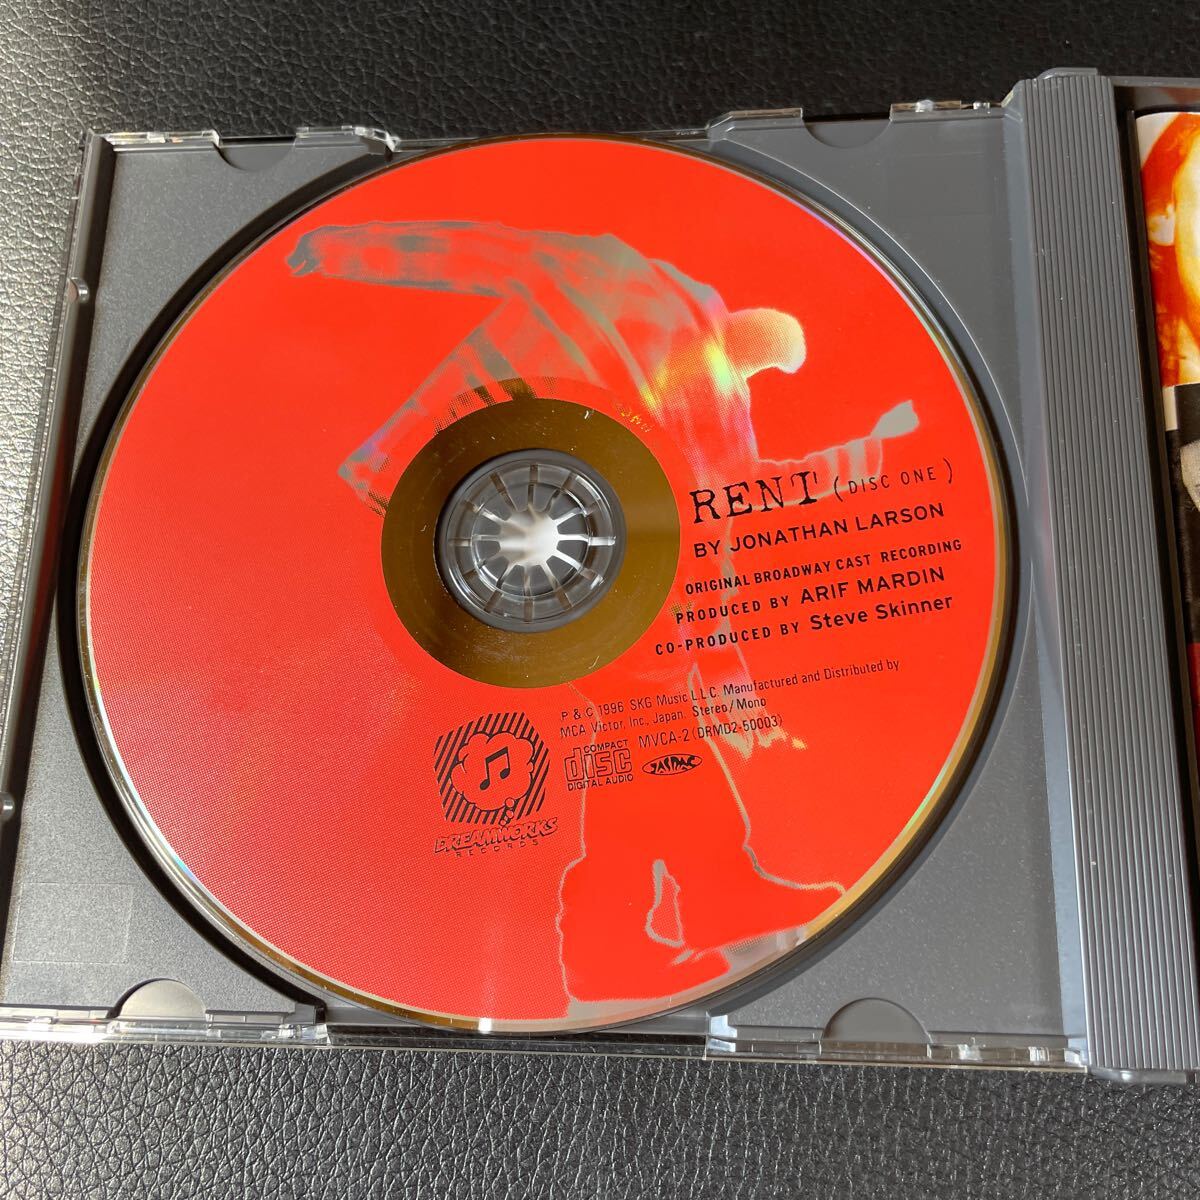 RENT (DISC ONE)
BY JONATHAN LARSON
ORIGINAL BROADWAY CAST RECORDING
PRODUCED BY ARIF MARDIN
CO-PRODUCED BY Steve Skinner
P & C 1996 SKG Music L.L.C. Manufactured and Distributed by
MCA Victor, Inc., Japan. Stereo/Mono
MVCA-2 (DRMD2-50003)
COMPACT
disc
DIGITAL AUDIO
JASRAC
DREAMWORKS
RECORDS